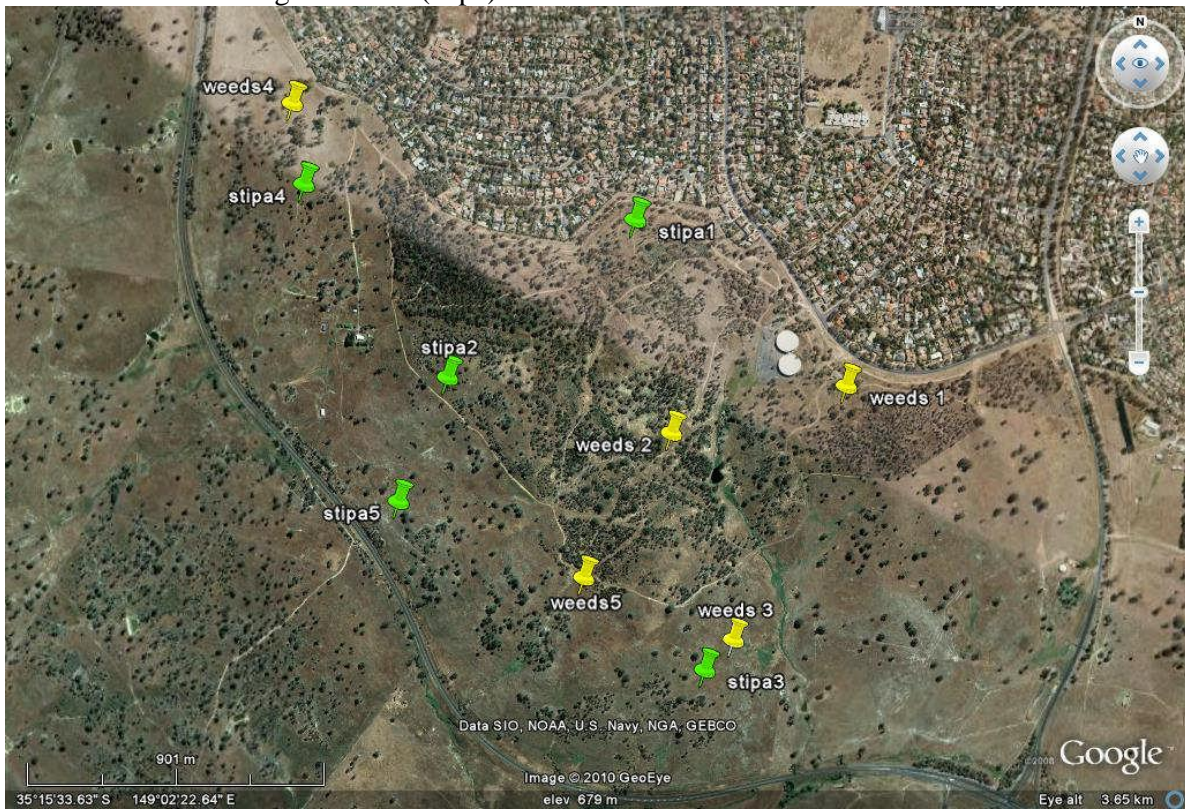 N
weeds4
stipa4
stipa1
stipa2
weeds 1
weeds 2
stipa5
weeds5
weeds 3
stipa3
Data SIO, NOAA, U.S. Navy, NGA, GEBCO
901 m
Google
©2008
Image © 2010 GeoEye
35°15'33.63" S 149°02'22.64" E
elev 679 m
Eye alt 3.65 km